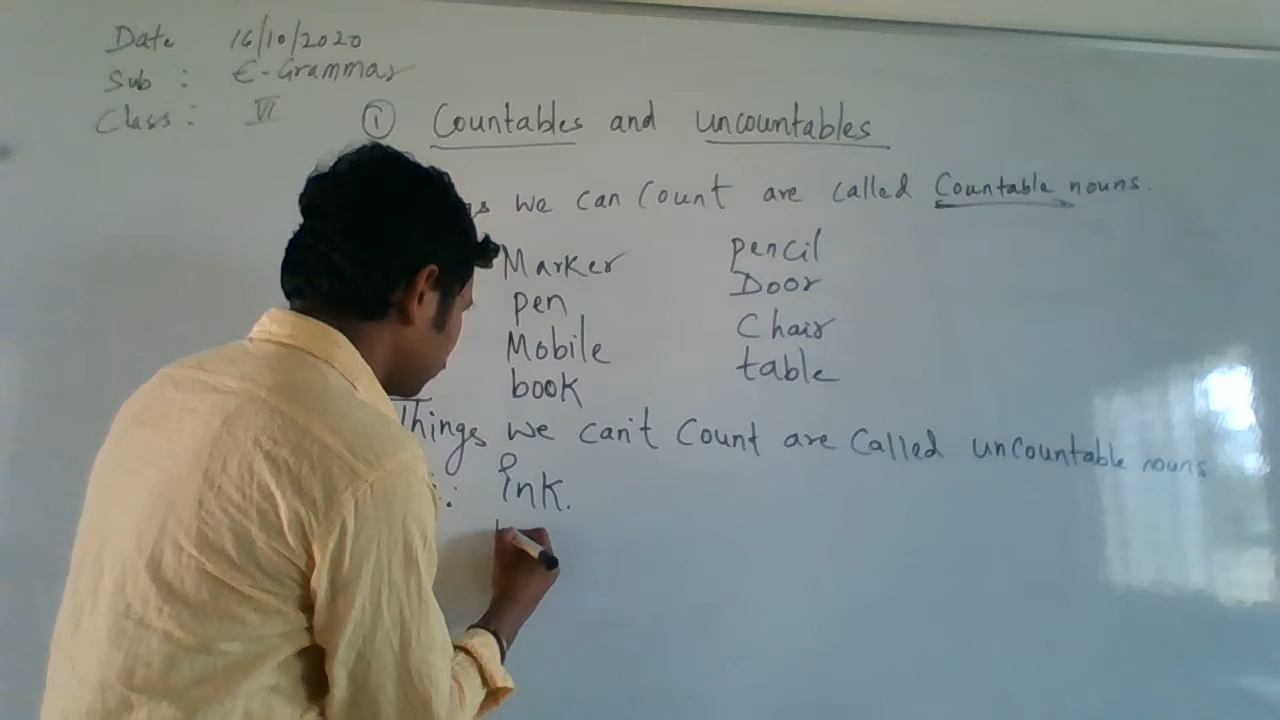 Date 16/10/2020
Sub : E-Grammar
Class : VI
① Countables and uncountables
we can Count are called Countable nouns.
Marker pencil
pen Door
Mobile Chair
book table
Things we can't Count are Called uncountable nouns
: ink.